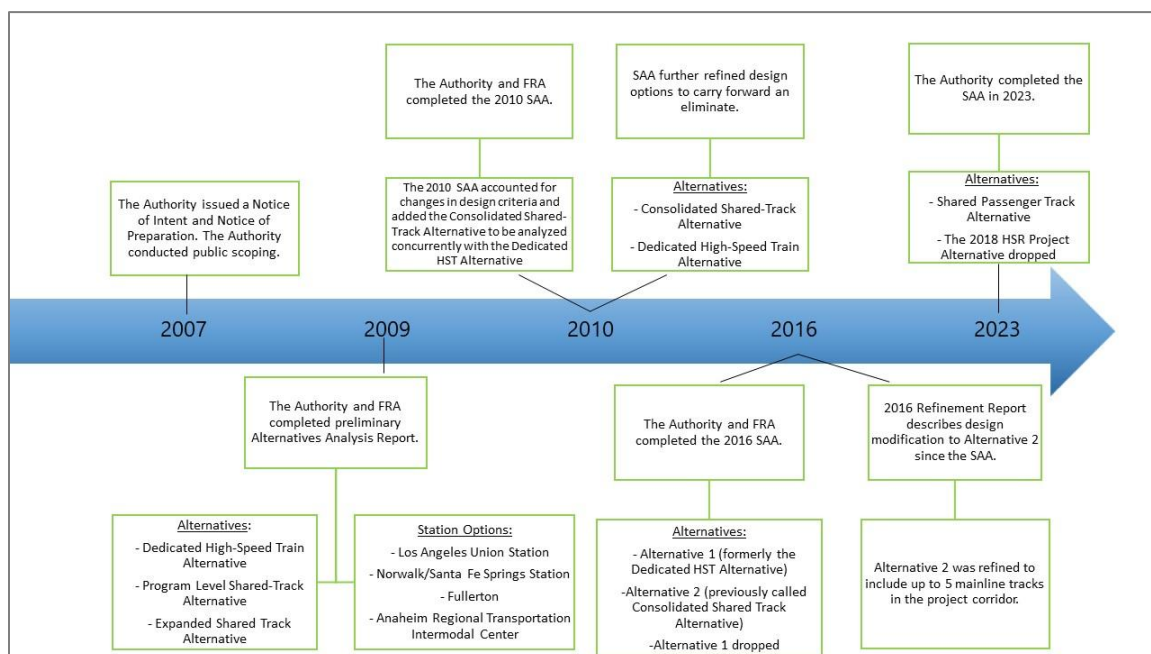 The Authority and FRA
completed the 2010 SAA.
SAA further refined design
options to carry forward an
eliminate.
The Authority completed the
SAA in 2023.
The Authority issued a Notice
of Intent and Notice of
Preparation. The Authority
conducted public scoping.
The 2010 SAA accounted for
changes in design criteria and
added the Consolidated Shared-
Track Alternative to be analyzed
concurrently with the Dedicated
HST Alternative
Alternatives:
- Consolidated Shared-Track
Alternative
- Dedicated High-Speed Train
Alternative
Alternatives:
- Shared Passenger Track
Alternative
- The 2018 HSR Project
Alternative dropped
2007
2009
2010
2016
2023
The Authority and FRA
completed preliminary
Alternatives Analysis Report.
The Authority and FRA
completed the 2016 SAA.
2016 Refinement Report
describes design
modification to Alternative 2
since the SAA.
Alternatives:
- Dedicated High-Speed Train
Alternative
- Program Level Shared-Track
Alternative
- Expanded Shared Track
Alternative
Station Options:
- Los Angeles Union Station
- Norwalk/Santa Fe Springs Station
- Fullerton
- Anaheim Regional Transportation
Intermodal Center
Alternatives:
- Alternative 1 (formerly the
Dedicated HST Alternative)
-Alternative 2 (previously called
Consolidated Shared Track
Alternative)
-Alternative 1 dropped
Alternative 2 was refined to
include up to 5 mainline tracks
in the project corridor.